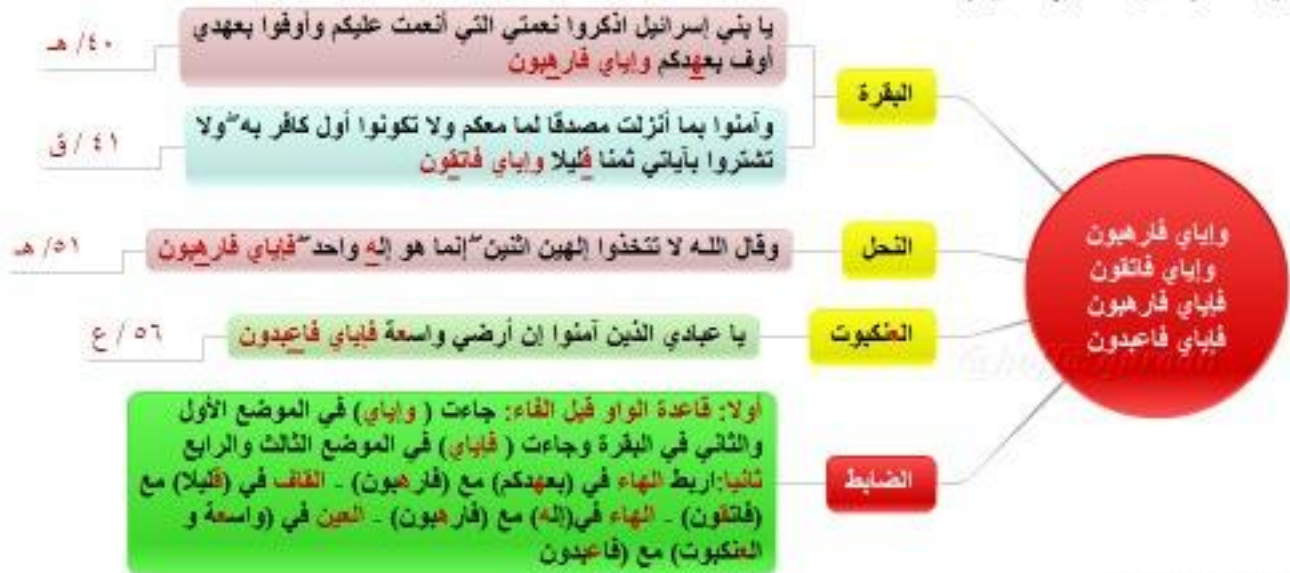 وإياي فارهبون
وإياي فاتقون
فإياي فارهبون
فإياي فاعبدون
البقرة
يا بني إسرائيل اذكروا نعمتي التي أنعمت عليكم وأوفوا بعهدي
أوف بعهدكم وإياي فارهبون
٤٠/ هـ
وآمنوا بما أنزلت مصدقا لما معكم ولا تكونوا أول كافر به ۖ ولا
تشتروا بآياتي ثمنا قليلا وإياي فاتقون
٤١ / ق
النحل
وقال الله لا تتخذوا إلهين اثنين ۖ إنما هو إله واحد ۖ فإياي فارهبون
٥١/ هـ
العنكبوت
يا عبادي الذين آمنوا إن أرضي واسعة فإياي فاعبدون
٥٦ / ع
الضابط
أولا: قاعدة الواو قبل الفاء: جاءت ( وإياي) في الموضع الأول
والثاني في البقرة وجاءت ( فإياي) في الموضع الثالث والرابع
ثانيا:اربط الهاء في (بعهدكم) مع (فارهبون) ـ القاف في (قليلا) مع
(فاتقون) ـ الهاء في(إله) مع (فارهبون) ـ العين في (واسعة و
العنكبوت) مع (فاعبدون